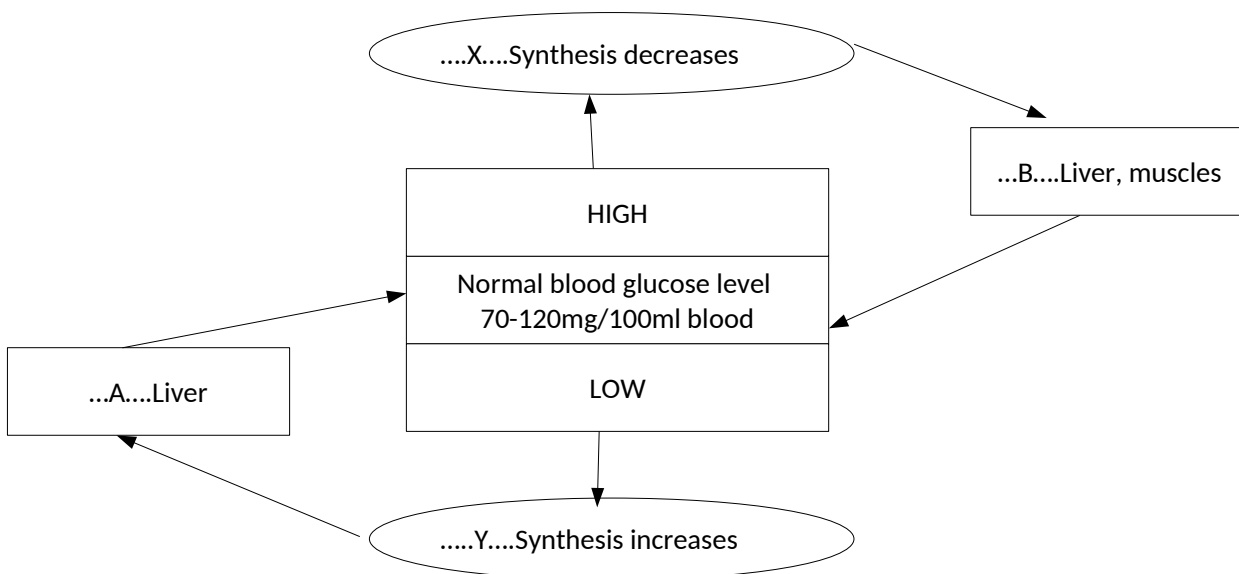 ....X....Synthesis decreases
...B....Liver, muscles
HIGH
Normal blood glucose level
70-120mg/100ml blood
...A....Liver
LOW
.....Y....Synthesis increases